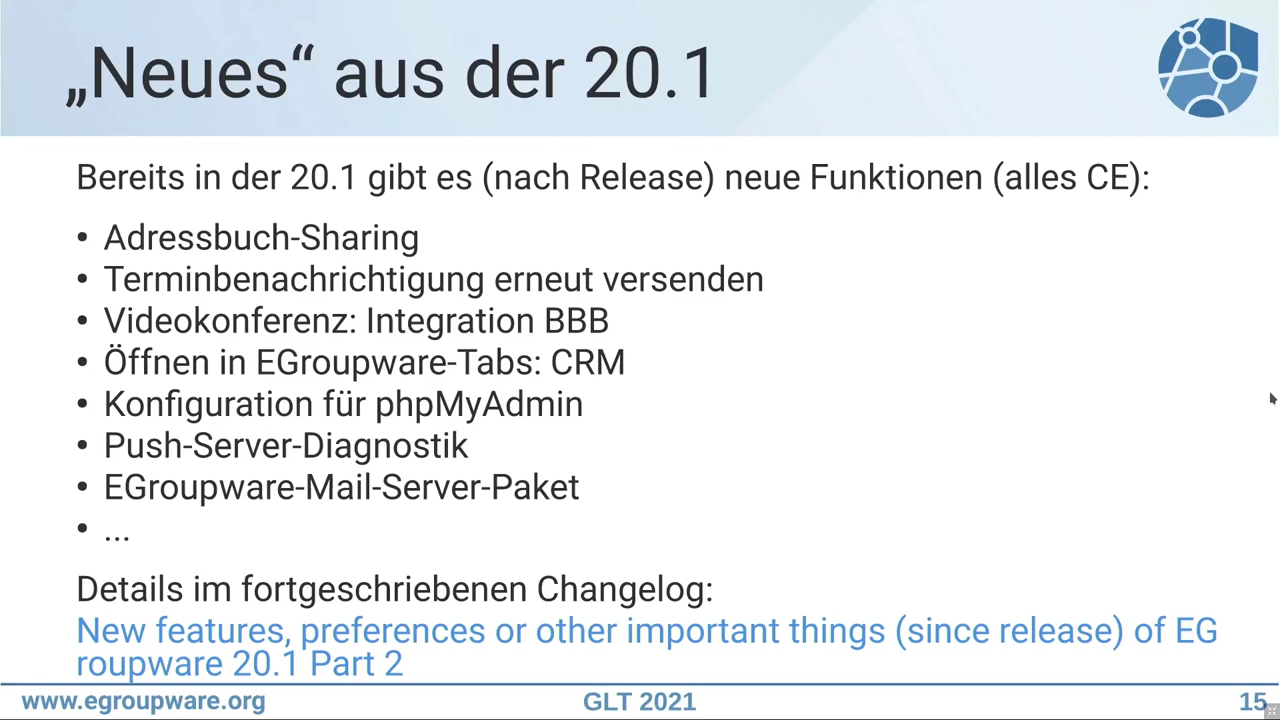 „Neues“ aus der 20.1
Bereits in der 20.1 gibt es (nach Release) neue Funktionen (alles CE):
• Adressbuch-Sharing
• Terminbenachrichtigung erneut versenden
• Videokonferenz: Integration BBB
• Öffnen in EGroupware-Tabs: CRM
• Konfiguration für phpMyAdmin
• Push-Server-Diagnostik
• EGroupware-Mail-Server-Paket
• ...
Details im fortgeschriebenen Changelog:
New features, preferences or other important things (since release) of EG
roupware 20.1 Part 2
www.egroupware.org GLT 2021 15